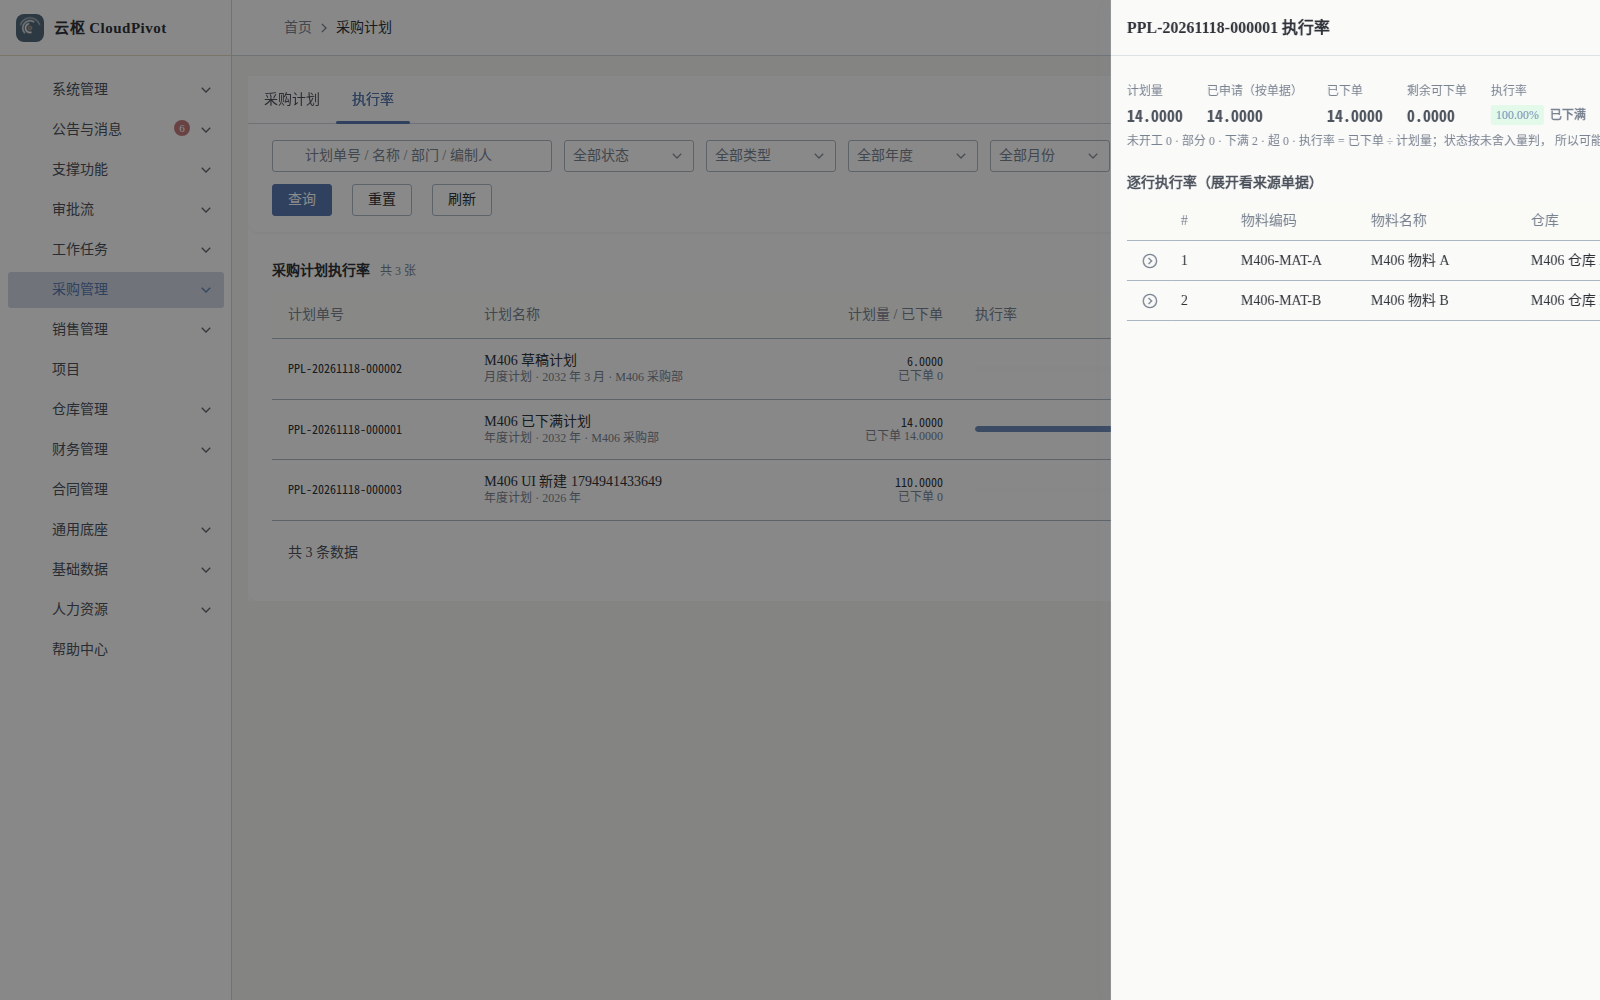 云枢 CloudPivot
首页 > 采购计划
系统管理
公告与消息 6
支撑功能
审批流
工作任务
采购管理
销售管理
项目
仓库管理
财务管理
合同管理
通用底座
基础数据
人力资源
帮助中心
采购计划 执行率
计划单号 / 名称 / 部门 / 编制人 全部状态 全部类型 全部年度 全部月份
查询 重置 刷新
采购计划执行率 共 3 张
计划单号 计划名称 计划量 / 已下单 执行率
PPL-20261118-000002 M406 草稿计划 6.0000
月度计划 · 2032 年 3 月 · M406 采购部 已下单 0
PPL-20261118-000001 M406 已下满计划 14.0000
年度计划 · 2032 年 · M406 采购部 已下单 14.0000
PPL-20261118-000003 M406 UI 新建 1794941433649 110.0000
年度计划 · 2026 年 已下单 0
共 3 条数据
PPL-20261118-000001 执行率
计划量 已申请（按单据） 已下单 剩余可下单 执行率
14.0000 14.0000 14.0000 0.0000 100.00% 已下满
未开工 0 · 部分 0 · 下满 2 · 超 0 · 执行率 = 已下单 ÷ 计划量；状态按未舍入量判， 所以可能
逐行执行率（展开看来源单据）
# 物料编码 物料名称 仓库
1 M406-MAT-A M406 物料 A M406 仓库
2 M406-MAT-B M406 物料 B M406 仓库